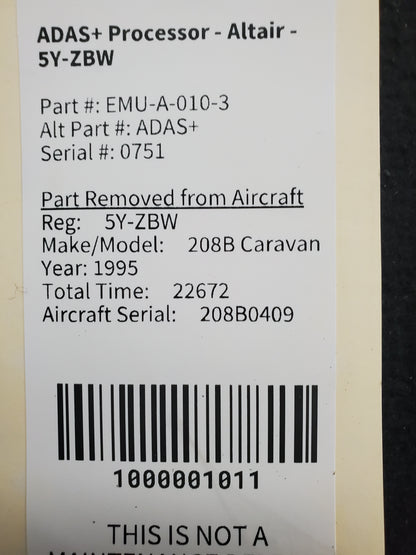 ADAS+ Processor - Altair -
5Y-ZBW
Part #: EMU-A-010-3
Alt Part #: ADAS+
Serial #: 0751
Part Removed from Aircraft
Reg: 5Y-ZBW
Make/Model: 208B Caravan
Year: 1995
Total Time: 22672
Aircraft Serial: 208B0409
1000001011
THIS IS NOT A